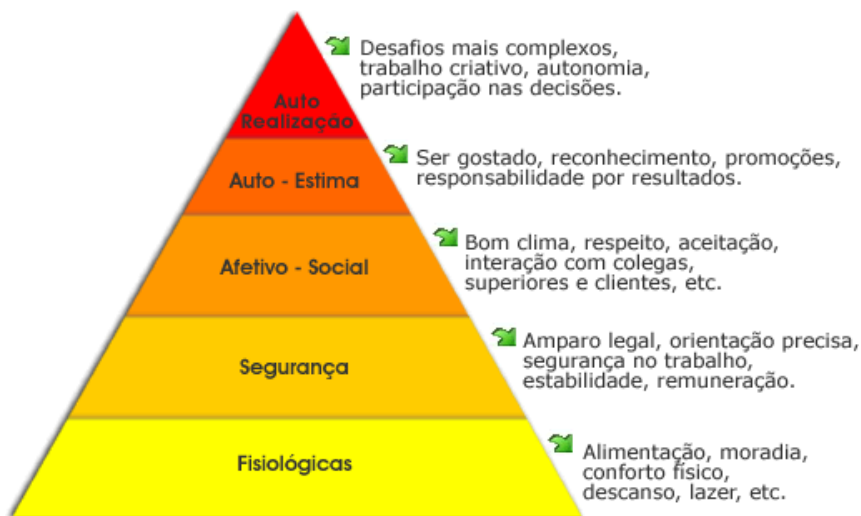 Desafios mais complexos,
trabalho criativo, autonomia,
participação nas decisões.
Auto
Realização
Ser gostado, reconhecimento, promoções,
responsabilidade por resultados.
Auto - Estima
Bom clima, respeito, aceitação,
interação com colegas,
superiores e clientes, etc.
Afetivo - Social
Amparo legal, orientação precisa,
segurança no trabalho,
estabilidade, remuneração.
Segurança
Alimentação, moradia,
conforto físico,
descanso, lazer, etc.
Fisiológicas